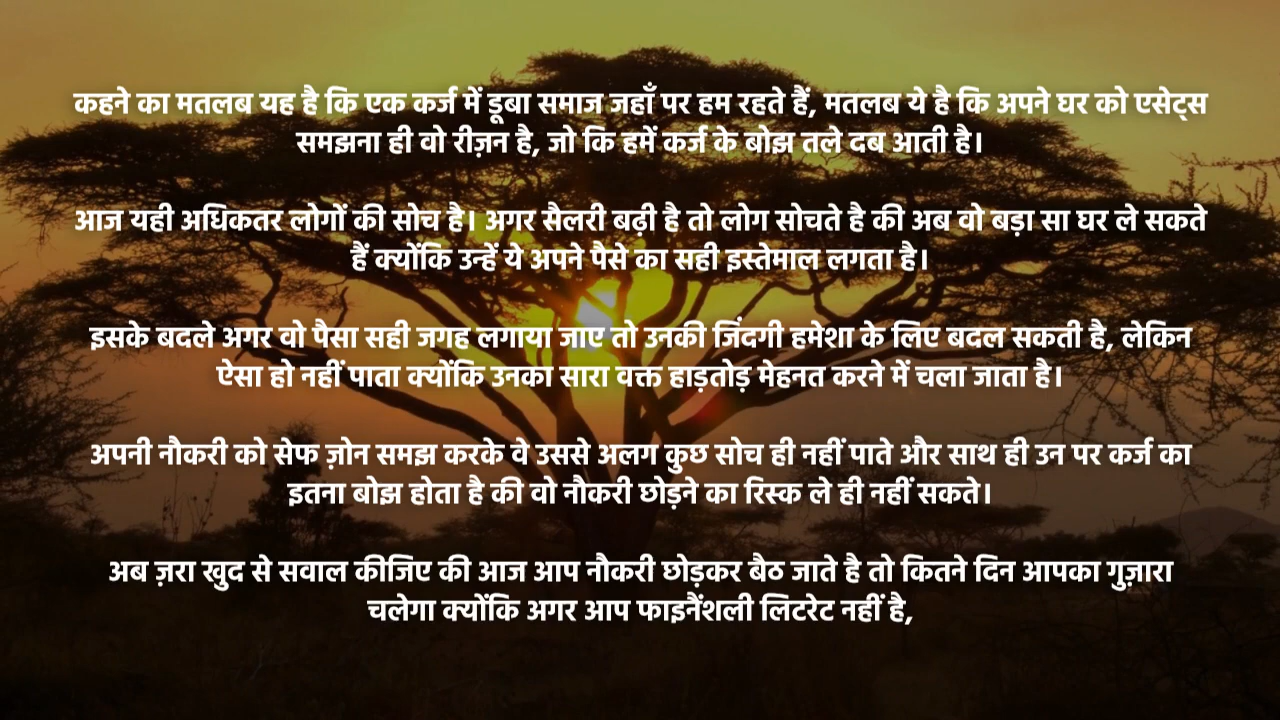 कहने का मतलब यह है कि एक कर्ज में डूबा समाज जहाँ पर हम रहते हैं, मतलब ये है कि अपने घर को एसेट्स
समझना ही वो रीज़न है, जो कि हमें कर्ज के बोझ तले दब आती है।
आज यही अधिकतर लोगों की सोच है। अगर सैलरी बढ़ी है तो लोग सोचते है की अब वो बड़ा सा घर ले सकते
हैं क्योंकि उन्हें ये अपने पैसे का सही इस्तेमाल लगता है।
इसके बदले अगर वो पैसा सही जगह लगाया जाए तो उनकी जिंदगी हमेशा के लिए बदल सकती है, लेकिन
ऐसा हो नहीं पाता क्योंकि उनका सारा वक्त हाड़तोड़ मेहनत करने में चला जाता है।
अपनी नौकरी को सेफ ज़ोन समझ करके वे उससे अलग कुछ सोच ही नहीं पाते और साथ ही उन पर कर्ज का
इतना बोझ होता है की वो नौकरी छोड़ने का रिस्क ले ही नहीं सकते।
अब ज़रा खुद से सवाल कीजिए की आज आप नौकरी छोड़कर बैठ जाते है तो कितने दिन आपका गुज़ारा
चलेगा क्योंकि अगर आप फाइनैंशली लिटरेट नहीं है,